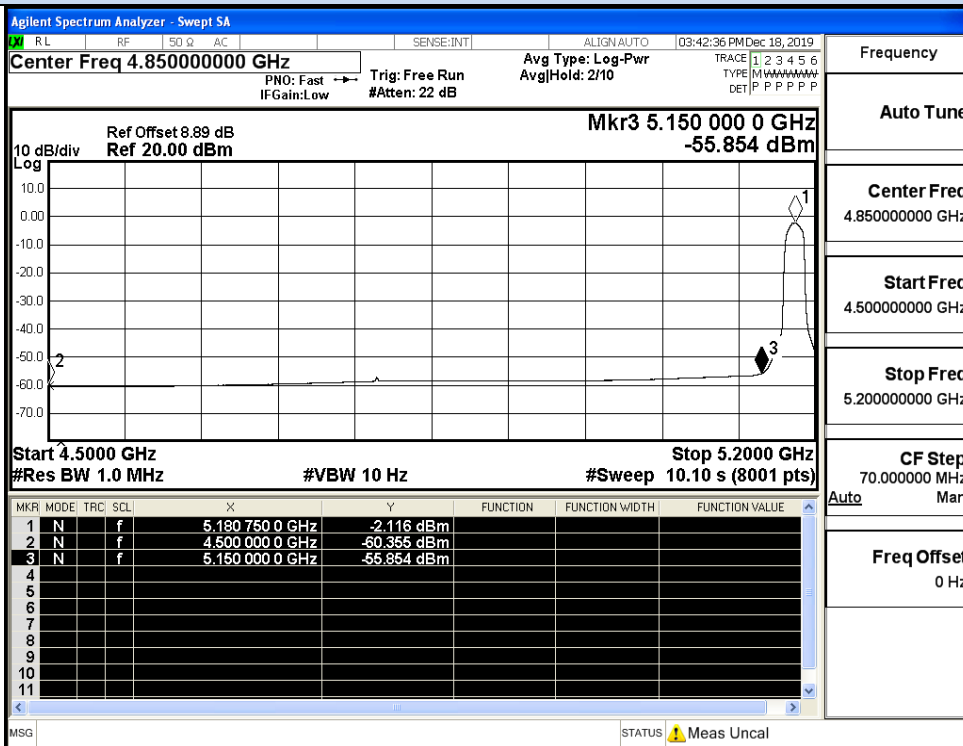 Agilent Spectrum Analyzer - Swept SA
LXI RL RF 50 Ω AC SENSE:INT ALIGN AUTO 03:42:36 PM Dec 18, 2019
Center Freq 4.850000000 GHz
PNO: Fast
IFGain:Low
Trig: Free Run
#Atten: 22 dB
Avg Type: Log-Pwr
Avg|Hold: 2/10
TRACE 1 2 3 4 5 6
TYPE M
DET P P P P P P
Mkr3 5.150 000 0 GHz
-55.854 dBm
Ref Offset 8.89 dB
10 dB/div Ref 20.00 dBm
Log
10.0
0.00
-10.0
-20.0
-30.0
-40.0
-50.0
-60.0
-70.0
1
2
3
Start 4.5000 GHz Stop 5.2000 GHz
#Res BW 1.0 MHz #VBW 10 Hz #Sweep 10.10 s (8001 pts)
MKR MODE TRC SCL X Y FUNCTION FUNCTION WIDTH FUNCTION VALUE
1 N f 5.180 750 0 GHz -2.116 dBm
2 N f 4.500 000 0 GHz -60.355 dBm
3 N f 5.150 000 0 GHz -55.854 dBm
4
5
6
7
8
9
10
11
MSG STATUS Meas Uncal
Frequency
Auto Tune
Center Freq
4.850000000 GHz
Start Freq
4.500000000 GHz
Stop Freq
5.200000000 GHz
CF Step
70.000000 MHz
Auto Man
Freq Offset
0 Hz